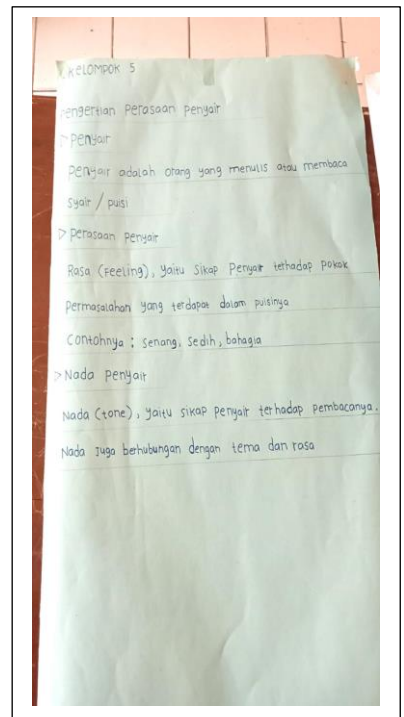 KELOMPOK 5
Pengertian Perasaan Penyair
> Penyair
Penyair adalah orang yang menulis atau membaca
Syair / puisi
> Perasaan Penyair
Rasa (Feeling), yaitu Sikap Penyair terhadap Pokok
Permasalahan yang terdapat dalam puisinya
Contohnya : Senang, Sedih, bahagia
> Nada Penyair
Nada (tone), yaitu sikap penyair terhadap pembacanya.
Nada Juga berhubungan dengan tema dan rasa